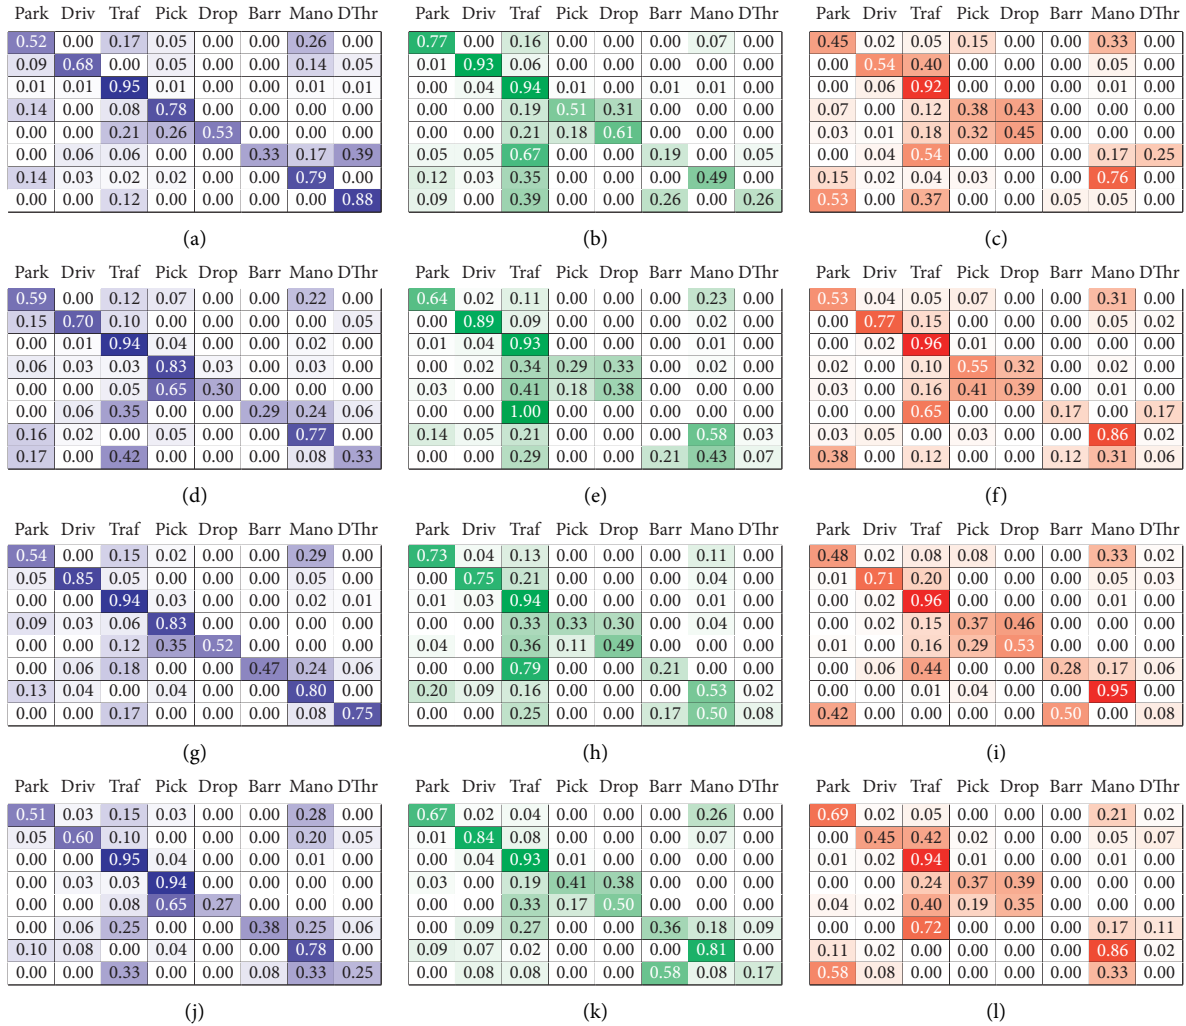 Park Driv Traf Pick Drop Barr Mano DThr Park Driv Traf Pick Drop Barr Mano DThr Park Driv Traf Pick Drop Barr Mano DThr
0.52 0.00 0.17 0.05 0.00 0.00 0.26 0.00 0.77 0.00 0.16 0.00 0.00 0.00 0.07 0.00 0.45 0.02 0.05 0.15 0.00 0.00 0.33 0.00
0.09 0.68 0.00 0.05 0.00 0.00 0.14 0.05 0.01 0.93 0.06 0.00 0.00 0.00 0.00 0.00 0.00 0.54 0.40 0.00 0.00 0.00 0.05 0.00
0.01 0.01 0.95 0.01 0.00 0.00 0.01 0.01 0.00 0.04 0.94 0.01 0.00 0.01 0.01 0.00 0.00 0.06 0.92 0.01 0.00 0.00 0.00 0.00
0.14 0.00 0.08 0.78 0.00 0.00 0.00 0.00 0.00 0.00 0.19 0.51 0.31 0.00 0.00 0.00 0.07 0.00 0.12 0.38 0.43 0.00 0.00 0.00
0.00 0.00 0.21 0.26 0.53 0.00 0.00 0.00 0.00 0.00 0.21 0.18 0.61 0.00 0.00 0.00 0.03 0.01 0.18 0.32 0.45 0.00 0.00 0.00
0.00 0.06 0.06 0.00 0.00 0.33 0.17 0.39 0.05 0.05 0.67 0.00 0.00 0.19 0.00 0.05 0.00 0.04 0.54 0.00 0.00 0.00 0.17 0.25
0.14 0.03 0.02 0.02 0.00 0.00 0.79 0.00 0.12 0.03 0.35 0.00 0.00 0.00 0.49 0.00 0.15 0.02 0.04 0.03 0.00 0.00 0.76 0.00
0.00 0.00 0.12 0.00 0.00 0.00 0.00 0.88 0.09 0.00 0.39 0.00 0.00 0.26 0.00 0.26 0.53 0.00 0.37 0.00 0.00 0.05 0.05 0.00
(a) (b) (c)
Park Driv Traf Pick Drop Barr Mano DThr Park Driv Traf Pick Drop Barr Mano DThr Park Driv Traf Pick Drop Barr Mano DThr
0.59 0.00 0.12 0.07 0.00 0.00 0.22 0.00 0.64 0.02 0.11 0.00 0.00 0.00 0.23 0.00 0.53 0.04 0.05 0.07 0.00 0.00 0.31 0.00
0.15 0.70 0.10 0.00 0.00 0.00 0.00 0.05 0.00 0.89 0.09 0.00 0.00 0.00 0.02 0.00 0.00 0.77 0.15 0.00 0.00 0.00 0.05 0.02
0.00 0.01 0.94 0.04 0.00 0.00 0.02 0.00 0.01 0.04 0.93 0.00 0.00 0.00 0.01 0.00 0.00 0.02 0.96 0.01 0.00 0.00 0.00 0.00
0.06 0.03 0.03 0.83 0.03 0.00 0.03 0.00 0.00 0.00 0.34 0.29 0.33 0.00 0.02 0.00 0.02 0.00 0.10 0.55 0.32 0.00 0.00 0.00
0.00 0.00 0.05 0.65 0.30 0.00 0.00 0.00 0.03 0.00 0.41 0.18 0.38 0.00 0.00 0.00 0.03 0.00 0.16 0.41 0.39 0.00 0.01 0.00
0.00 0.06 0.35 0.00 0.00 0.29 0.24 0.06 0.00 0.00 1.00 0.00 0.00 0.00 0.00 0.00 0.00 0.00 0.65 0.00 0.00 0.17 0.00 0.17
0.16 0.02 0.00 0.05 0.00 0.00 0.77 0.00 0.14 0.05 0.21 0.00 0.00 0.00 0.58 0.03 0.03 0.05 0.00 0.03 0.00 0.00 0.86 0.02
0.17 0.00 0.42 0.00 0.00 0.00 0.08 0.33 0.00 0.00 0.29 0.00 0.00 0.21 0.43 0.07 0.38 0.00 0.12 0.00 0.00 0.12 0.31 0.06
(d) (e) (f)
Park Driv Traf Pick Drop Barr Mano DThr Park Driv Traf Pick Drop Barr Mano DThr Park Driv Traf Pick Drop Barr Mano DThr
0.54 0.00 0.15 0.02 0.00 0.00 0.29 0.00 0.73 0.04 0.13 0.00 0.00 0.00 0.11 0.00 0.48 0.02 0.08 0.08 0.00 0.00 0.33 0.02
0.05 0.85 0.05 0.00 0.00 0.00 0.05 0.00 0.00 0.75 0.21 0.00 0.00 0.00 0.04 0.00 0.01 0.71 0.20 0.00 0.00 0.00 0.05 0.03
0.00 0.00 0.94 0.03 0.00 0.00 0.02 0.01 0.01 0.03 0.94 0.00 0.00 0.00 0.01 0.00 0.00 0.02 0.96 0.00 0.00 0.00 0.01 0.00
0.09 0.03 0.06 0.83 0.00 0.00 0.00 0.00 0.00 0.00 0.33 0.33 0.30 0.00 0.04 0.00 0.00 0.02 0.15 0.37 0.46 0.00 0.00 0.00
0.00 0.00 0.12 0.35 0.52 0.00 0.00 0.00 0.04 0.00 0.36 0.11 0.49 0.00 0.00 0.00 0.01 0.00 0.16 0.29 0.53 0.00 0.00 0.00
0.00 0.06 0.18 0.00 0.00 0.47 0.24 0.06 0.00 0.00 0.79 0.00 0.00 0.21 0.00 0.00 0.00 0.06 0.44 0.00 0.00 0.28 0.17 0.06
0.13 0.04 0.00 0.04 0.00 0.00 0.80 0.00 0.20 0.09 0.16 0.00 0.00 0.00 0.53 0.02 0.00 0.00 0.01 0.04 0.00 0.00 0.95 0.00
0.00 0.00 0.17 0.00 0.00 0.00 0.08 0.75 0.00 0.00 0.25 0.00 0.00 0.17 0.50 0.08 0.42 0.00 0.00 0.00 0.00 0.50 0.00 0.08
(g) (h) (i)
Park Driv Traf Pick Drop Barr Mano DThr Park Driv Traf Pick Drop Barr Mano DThr Park Driv Traf Pick Drop Barr Mano DThr
0.51 0.03 0.15 0.03 0.00 0.00 0.28 0.00 0.67 0.02 0.04 0.00 0.00 0.00 0.26 0.00 0.69 0.02 0.05 0.00 0.00 0.00 0.21 0.02
0.05 0.60 0.10 0.00 0.00 0.00 0.20 0.05 0.01 0.84 0.08 0.00 0.00 0.00 0.07 0.00 0.00 0.45 0.42 0.02 0.00 0.00 0.05 0.07
0.00 0.00 0.95 0.04 0.00 0.00 0.01 0.00 0.00 0.04 0.93 0.01 0.00 0.00 0.00 0.00 0.01 0.02 0.94 0.01 0.00 0.01 0.00 0.00
0.00 0.03 0.03 0.94 0.00 0.00 0.00 0.00 0.03 0.00 0.19 0.41 0.38 0.00 0.00 0.00 0.00 0.00 0.24 0.37 0.39 0.00 0.00 0.00
0.00 0.00 0.08 0.65 0.27 0.00 0.00 0.00 0.00 0.00 0.33 0.17 0.50 0.00 0.00 0.00 0.04 0.02 0.40 0.19 0.35 0.00 0.00 0.00
0.00 0.06 0.25 0.00 0.00 0.38 0.25 0.06 0.00 0.09 0.27 0.00 0.00 0.36 0.18 0.09 0.00 0.00 0.72 0.00 0.00 0.00 0.17 0.11
0.10 0.08 0.00 0.04 0.00 0.00 0.78 0.00 0.09 0.07 0.02 0.00 0.00 0.00 0.81 0.00 0.11 0.02 0.00 0.00 0.00 0.00 0.86 0.02
0.00 0.00 0.33 0.00 0.00 0.08 0.33 0.25 0.00 0.08 0.08 0.00 0.00 0.58 0.08 0.17 0.58 0.08 0.00 0.00 0.00 0.00 0.33 0.00
(j) (k) (l)